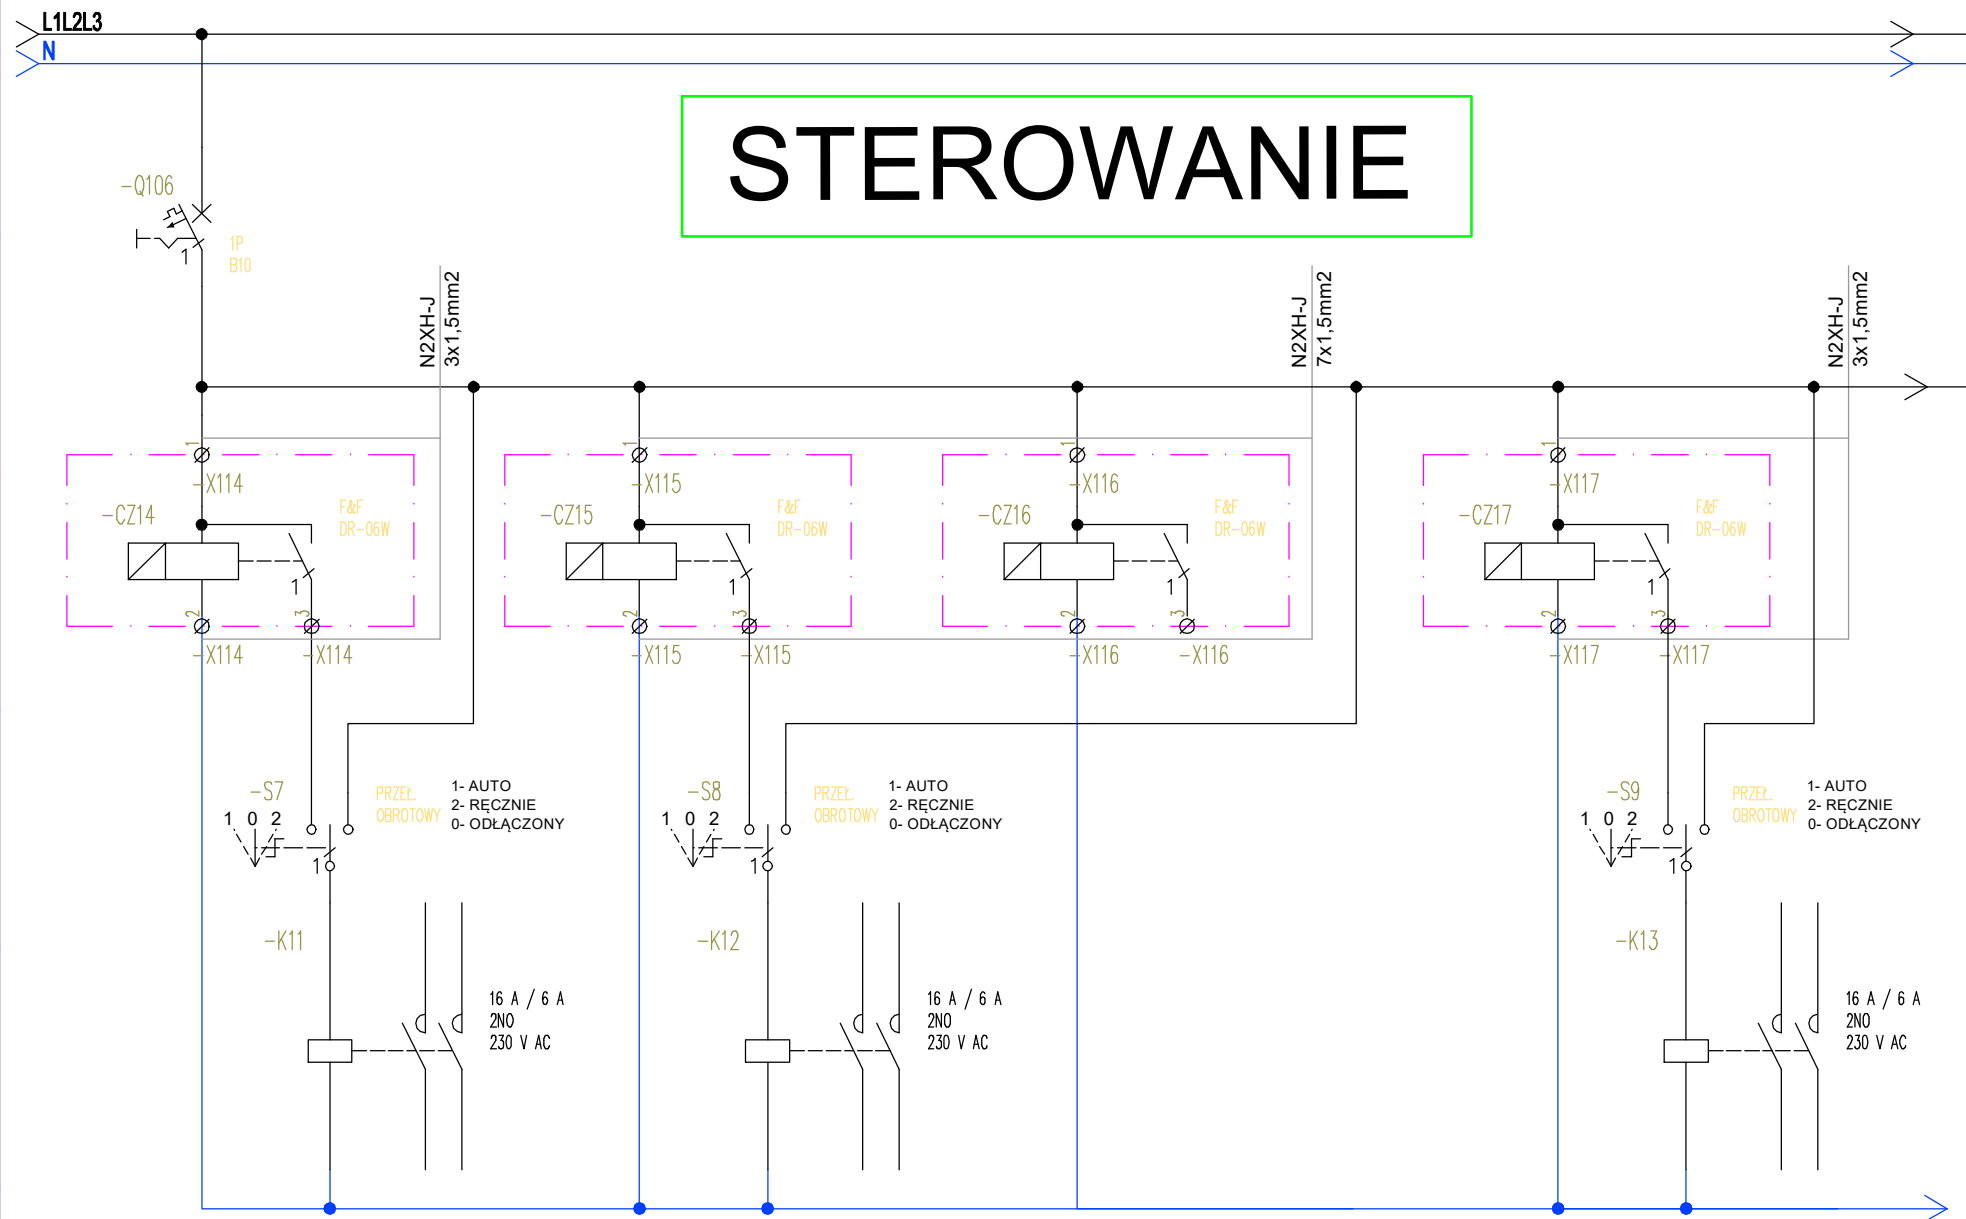 L1L2L3
N
STEROWANIE
-Q106
1
1P
B10
N2XH-J
3x1,5mm2
N2XH-J
7x1,5mm2
N2XH-J
3x1,5mm2
1
-X114
-CZ14
F&F
DR-06W
1
2
3
-X114
-X114
1
-X115
-CZ15
F&F
DR-06W
1
2
3
-X115
-X115
1
-X116
-CZ16
F&F
DR-06W
1
2
3
-X116
-X116
1
-X117
-CZ17
F&F
DR-06W
1
2
3
-X117
-X117
-S7
1 0 2
1
PRZEŁ.
OBROTOWY
1- AUTO
2- RĘCZNIE
0- ODŁĄCZONY
-S8
1 0 2
1
PRZEŁ.
OBROTOWY
1- AUTO
2- RĘCZNIE
0- ODŁĄCZONY
-S9
1 0 2
1
PRZEŁ.
OBROTOWY
1- AUTO
2- RĘCZNIE
0- ODŁĄCZONY
-K11
16 A / 6 A
2NO
230 V AC
-K12
16 A / 6 A
2NO
230 V AC
-K13
16 A / 6 A
2NO
230 V AC